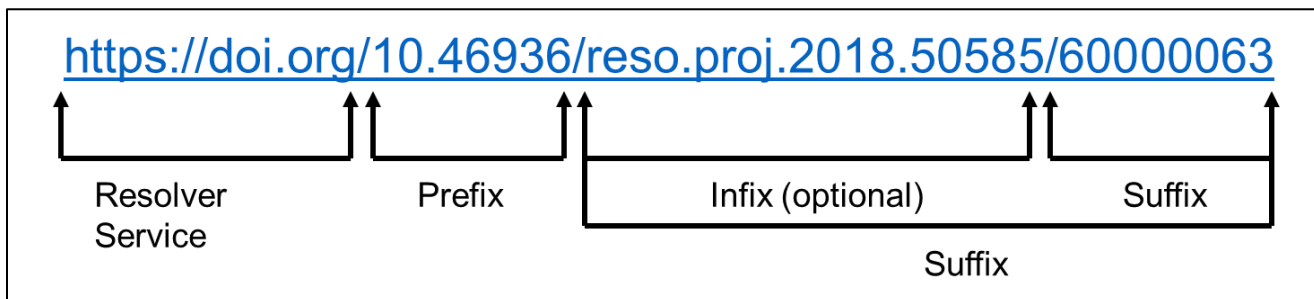 https://doi.org/10.46936/reso.proj.2018.50585/60000063
Resolver Service
Prefix
Infix (optional)
Suffix
Suffix